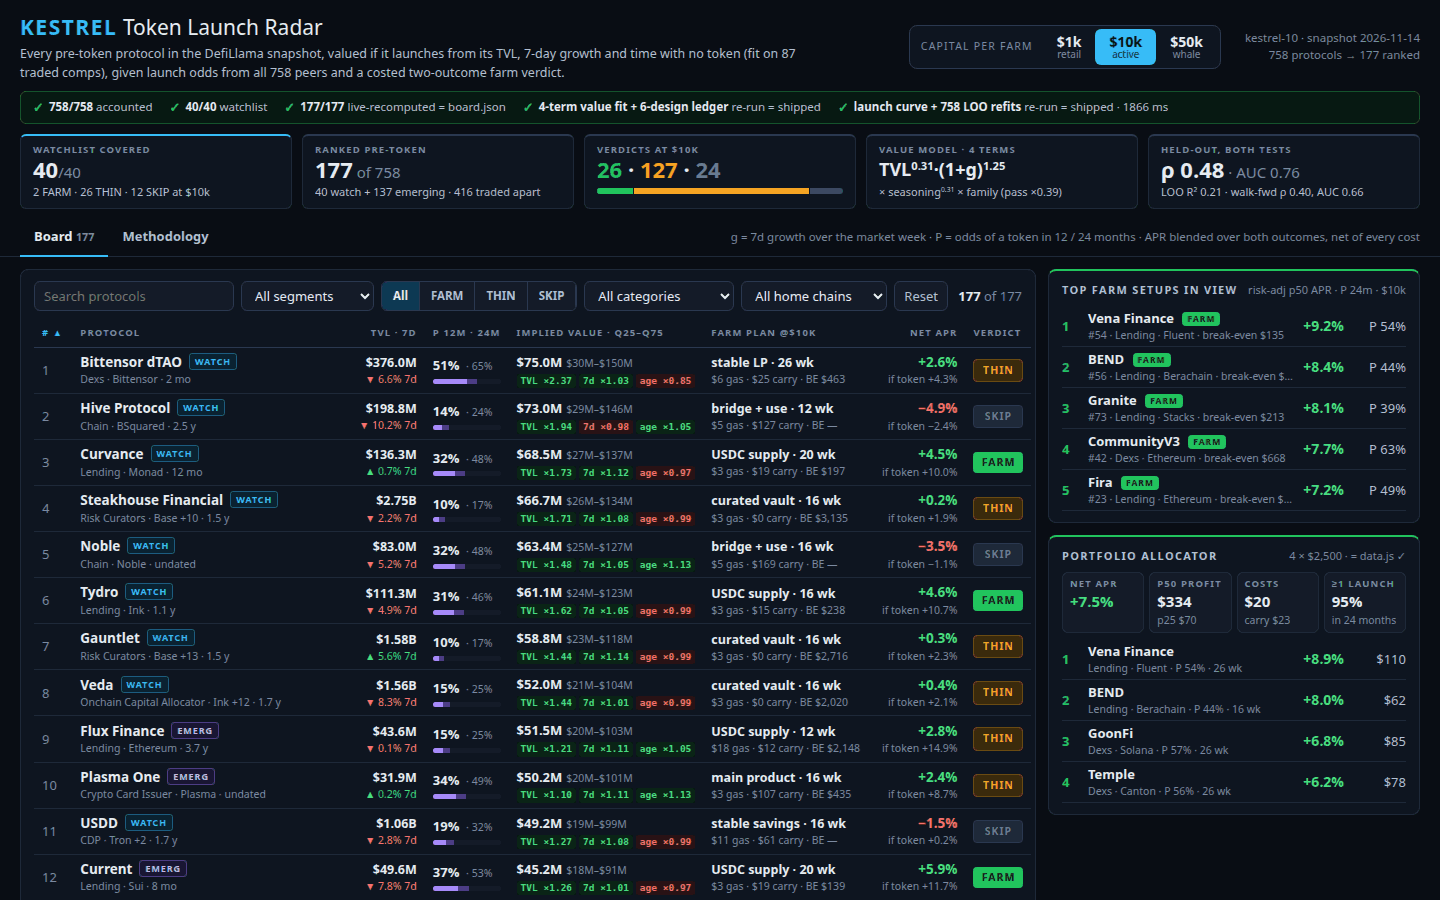 KESTREL Token Launch Radar
Every pre-token protocol in the DefiLlama snapshot, valued if it launches from its TVL, 7-day growth and time with no token (fit on 87
traded comps), given launch odds from all 758 peers and a costed two-outcome farm verdict.
CAPITAL PER FARM
$1k retail
$10k active
$50k whale
kestrel-10 · snapshot 2026-11-14
758 protocols → 177 ranked
✓ 758/758 accounted ✓ 40/40 watchlist ✓ 177/177 live-recomputed = board.json ✓ 4-term value fit + 6-design ledger re-run = shipped ✓ launch curve + 758 LOO refits re-run = shipped · 1866 ms
WATCHLIST COVERED
40/40
2 FARM · 26 THIN · 12 SKIP at $10k
RANKED PRE-TOKEN
177 of 758
40 watch + 137 emerging · 416 traded apart
VERDICTS AT $10K
26 · 127 · 24
VALUE MODEL · 4 TERMS
TVL0.31·(1+g)1.25
× seasoning0.31 × family (pass ×0.39)
HELD-OUT, BOTH TESTS
ρ 0.48 · AUC 0.76
LOO R² 0.21 · walk-fwd ρ 0.40, AUC 0.66
Board 177
Methodology
g = 7d growth over the market week · P = odds of a token in 12 / 24 months · APR blended over both outcomes, net of every cost
Search protocols
All segments
All FARM THIN SKIP
All categories
All home chains
Reset
177 of 177
# ▲ PROTOCOL TVL · 7D P 12M · 24M IMPLIED VALUE · Q25–Q75 FARM PLAN @$10K NET APR VERDICT
1 Bittensor dTAO WATCH $376.0M 51% · 65% $75.0M $30M–$150M stable LP · 26 wk +2.6% THIN
Dexs · Bittensor · 2 mo ▼ 6.6% 7d TVL ×2.37 7d ×1.03 age ×0.85 $6 gas · $25 carry · BE $463 if token +4.3%
2 Hive Protocol WATCH $198.8M 14% · 24% $73.0M $29M–$146M bridge + use · 12 wk −4.9% SKIP
Chain · BSquared · 2.5 y ▼ 10.2% 7d TVL ×1.94 7d ×0.98 age ×1.05 $5 gas · $127 carry · BE — if token −2.4%
3 Curvance WATCH $136.3M 32% · 48% $68.5M $27M–$137M USDC supply · 20 wk +4.5% FARM
Lending · Monad · 12 mo ▲ 0.7% 7d TVL ×1.73 7d ×1.12 age ×0.97 $3 gas · $19 carry · BE $197 if token +10.0%
4 Steakhouse Financial WATCH $2.75B 10% · 17% $66.7M $26M–$134M curated vault · 16 wk +0.2% THIN
Risk Curators · Base +10 · 1.5 y ▼ 2.2% 7d TVL ×1.71 7d ×1.08 age ×0.99 $3 gas · $0 carry · BE $3,135 if token +1.9%
5 Noble WATCH $83.0M 32% · 48% $63.4M $25M–$127M bridge + use · 16 wk −3.5% SKIP
Chain · Noble · undated ▼ 5.2% 7d TVL ×1.48 7d ×1.05 age ×1.13 $5 gas · $169 carry · BE — if token −1.1%
6 Tydro WATCH $111.3M 31% · 46% $61.1M $24M–$123M USDC supply · 16 wk +4.6% FARM
Lending · Ink · 1.1 y ▼ 4.9% 7d TVL ×1.62 7d ×1.05 age ×0.99 $3 gas · $15 carry · BE $238 if token +10.7%
7 Gauntlet WATCH $1.58B 10% · 17% $58.8M $23M–$118M curated vault · 16 wk +0.3% THIN
Risk Curators · Base +13 · 1.5 y ▲ 5.6% 7d TVL ×1.44 7d ×1.14 age ×0.99 $3 gas · $0 carry · BE $2,716 if token +2.3%
8 Veda WATCH $1.56B 15% · 25% $52.0M $21M–$104M curated vault · 16 wk +0.4% THIN
Onchain Capital Allocator · Ink +12 · 1.7 y ▼ 8.3% 7d TVL ×1.44 7d ×1.01 age ×0.99 $3 gas · $0 carry · BE $2,020 if token +2.1%
9 Flux Finance EMERG $43.6M 15% · 25% $51.5M $20M–$103M USDC supply · 12 wk +2.8% THIN
Lending · Ethereum · 3.7 y ▼ 0.1% 7d TVL ×1.21 7d ×1.11 age ×1.05 $18 gas · $12 carry · BE $2,148 if token +14.9%
10 Plasma One EMERG $31.9M 34% · 49% $50.2M $20M–$101M main product · 16 wk +2.4% THIN
Crypto Card Issuer · Plasma · undated ▲ 0.2% 7d TVL ×1.10 7d ×1.11 age ×1.13 $3 gas · $107 carry · BE $435 if token +8.7%
11 USDD WATCH $1.06B 19% · 32% $49.2M $19M–$99M stable savings · 16 wk −1.5% SKIP
CDP · Tron +2 · 1.7 y ▼ 2.8% 7d TVL ×1.27 7d ×1.08 age ×0.99 $11 gas · $61 carry · BE — if token +0.2%
12 Current EMERG $49.6M 37% · 53% $45.2M $18M–$91M USDC supply · 20 wk +5.9% FARM
Lending · Sui · 8 mo ▼ 7.8% 7d TVL ×1.26 7d ×1.01 age ×0.97 $3 gas · $19 carry · BE $139 if token +11.7%
TOP FARM SETUPS IN VIEW risk-adj p50 APR · P 24m · $10k
1 Vena Finance FARM +9.2% P 54%
#54 · Lending · Fluent · break-even $135
2 BEND FARM +8.4% P 44%
#56 · Lending · Berachain · break-even $...
3 Granite FARM +8.1% P 39%
#73 · Lending · Stacks · break-even $213
4 CommunityV3 FARM +7.7% P 63%
#42 · Dexs · Ethereum · break-even $668
5 Fira FARM +7.2% P 49%
#23 · Lending · Ethereum · break-even $...
PORTFOLIO ALLOCATOR 4 × $2,500 · = data.js ✓
NET APR
+7.5%
P50 PROFIT
$334
p25 $70
COSTS
$20
carry $23
≥1 LAUNCH
95%
in 24 months
1 Vena Finance +8.9% $110
Lending · Fluent · P 54% · 26 wk
2 BEND +8.0% $62
Lending · Berachain · P 44% · 16 wk
3 GoonFi +6.8% $85
Dexs · Solana · P 57% · 26 wk
4 Temple +6.2% $78
Dexs · Canton · P 56% · 26 wk